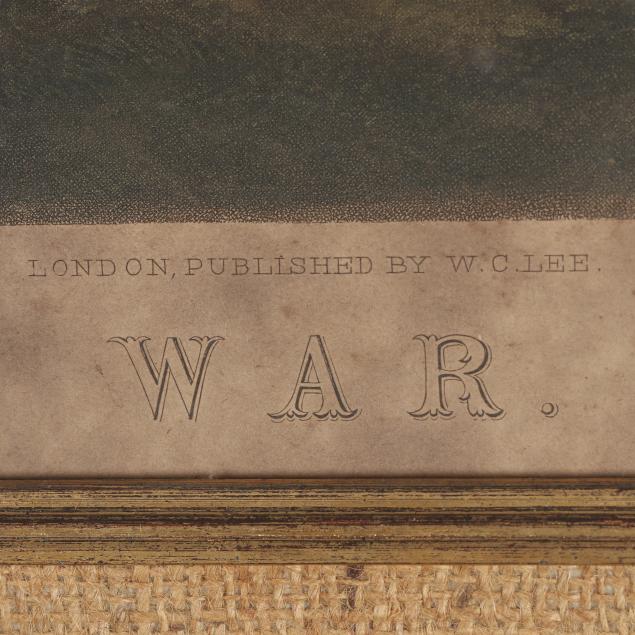 LONDON, PUBLISHED BY W. C. LEE.
WAR.